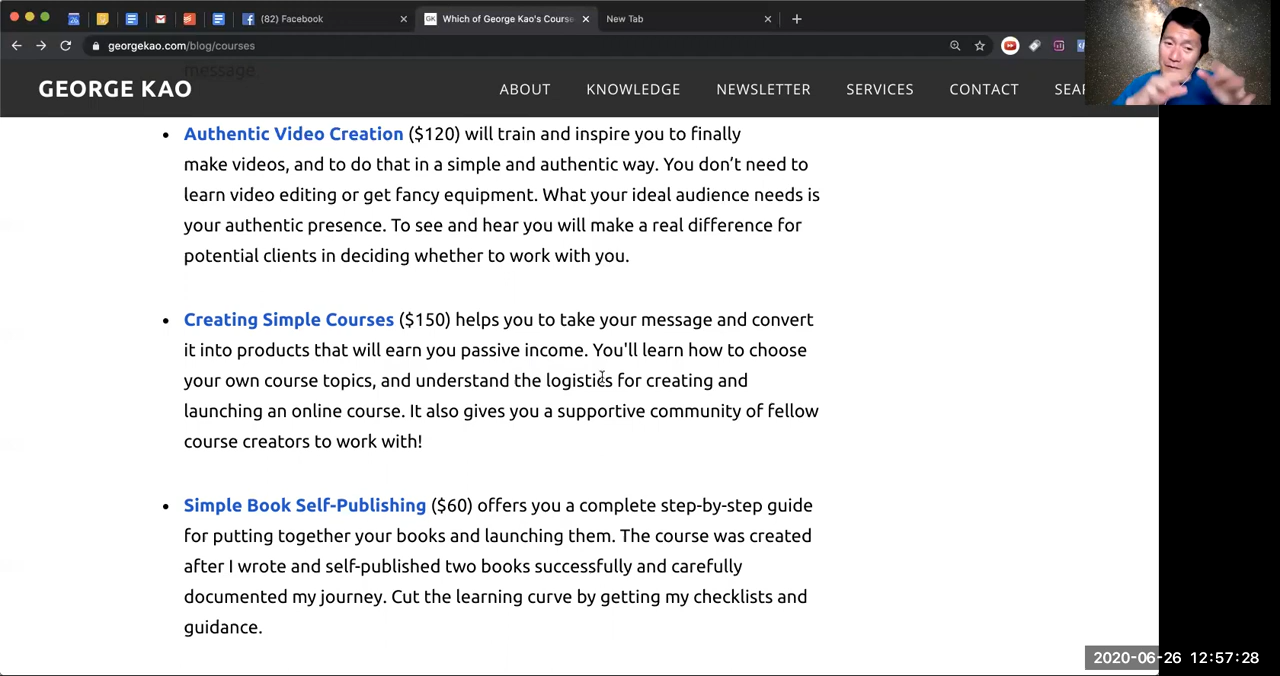 (82) Facebook
Which of George Kao's Course
New Tab
georgekao.com/blog/courses
message
GEORGE KAO
ABOUT KNOWLEDGE NEWSLETTER SERVICES CONTACT
• Authentic Video Creation ($120) will train and inspire you to finally
make videos, and to do that in a simple and authentic way. You don’t need to
learn video editing or get fancy equipment. What your ideal audience needs is
your authentic presence. To see and hear you will make a real difference for
potential clients in deciding whether to work with you.
• Creating Simple Courses ($150) helps you to take your message and convert
it into products that will earn you passive income. You'll learn how to choose
your own course topics, and understand the logistics for creating and
launching an online course. It also gives you a supportive community of fellow
course creators to work with!
• Simple Book Self-Publishing ($60) offers you a complete step-by-step guide
for putting together your books and launching them. The course was created
after I wrote and self-published two books successfully and carefully
documented my journey. Cut the learning curve by getting my checklists and
guidance.
2020-06-26 12:57:28